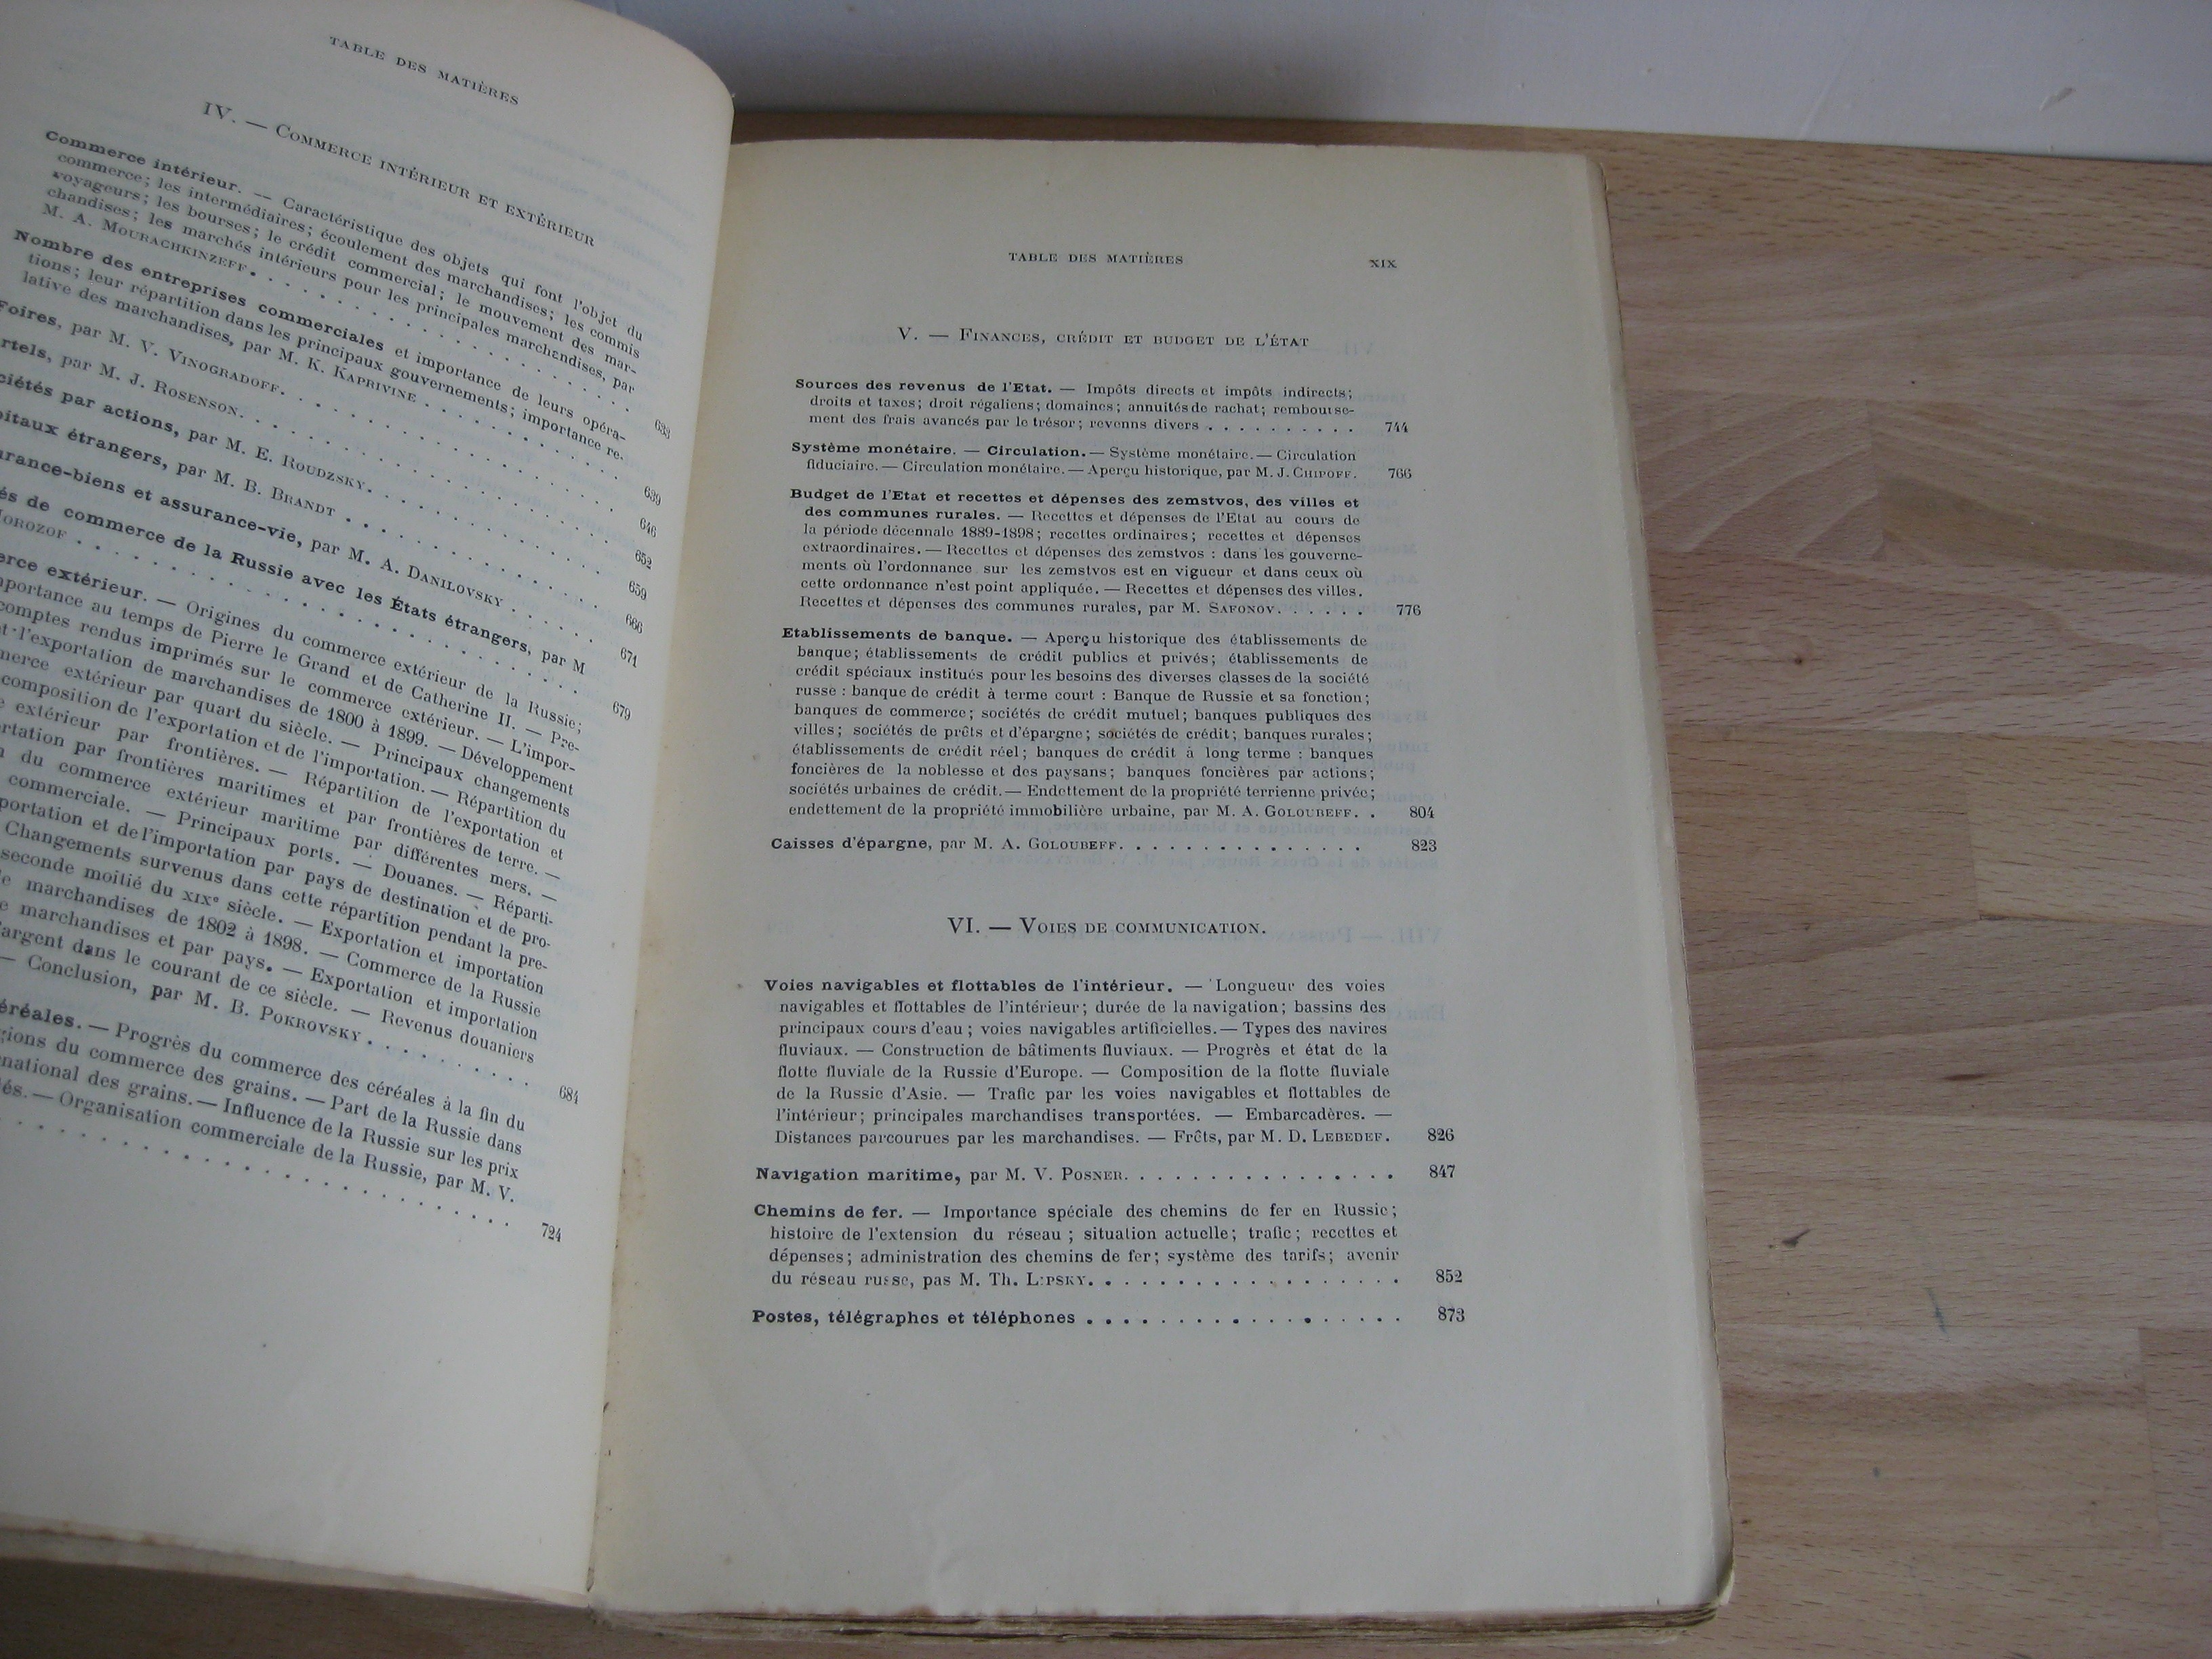 TABLE DES MATIÈRES
IV. — COMMERCE INTÉRIEUR ET EXTÉRIEUR
Commerce intérieur. — Caractéristique des objets qui font l'objet du
commerce; les intermédiaires; écoulement des marchandises; les commis
voyageurs; les bourses; le crédit commercial; le mouvement des mar-
chandises; les marchés intérieurs pour les principales marchandises, par
M. A. MOURACHKINZEFF. . . . . . . . . . . . . . . . 633
Nombre des entreprises commerciales et importance de leurs opéra-
tions; leur répartition dans les principaux gouvernements; importance re-
lative des marchandises, par M. K. KAPRIVINE . . . . . . . . . 639
Foires, par M. V. VINOGRADOFF. . . . . . . . . . . . . . . 646
rtels, par M. J. ROSENSON. . . . . . . . . . . . . . . . 652
ciétés par actions, par M. E. ROUDZSKY. . . . . . . . . . . . 659
pitaux étrangers, par M. B. BRANDT . . . . . . . . . . . . 666
urance-biens et assurance-vie, par M. A. DANILOVSKY . . . . . 671
és de commerce de la Russie avec les États étrangers, par M
MOROZOF . . . . . . . . . . . . . . . . . . . 679
erce extérieur. — Origines du commerce extérieur de la Russie;
mportance au temps de Pierre le Grand et de Catherine II. — Pre-
comptes rendus imprimés sur le commerce extérieur. — L'impor-
t l'exportation de marchandises de 1800 à 1899. — Développement
merce extérieur par quart du siècle. — Principaux changements
composition de l'exportation et de l'importation. — Répartition du
e extérieur par frontières. — Répartition de l'exportation et
ortation par frontières maritimes et par frontières de terre. —
n du commerce extérieur maritime par différentes mers. —
commerciale. — Principaux ports. — Douanes. — Réparti-
portation et de l'importation par pays de destination et de pro-
Changements survenus dans cette répartition pendant la pre-
seconde moitié du XIXe siècle. — Exportation et importation
e marchandises de 1802 à 1898. — Commerce de la Russie
e marchandises et par pays. — Exportation et importation
argent dans le courant de ce siècle. — Revenus douaniers
— Conclusion, par M. B. POKROVSKY . . . . . . . . . 684
éréales. — Progrès du commerce des céréales à la fin du
gions du commerce des grains. — Part de la Russie dans
national des grains. — Influence de la Russie sur les prix
és. — Organisation commerciale de la Russie, par M. V.
. . . . . . . . . . . . . . . . . . . . 724
TABLE DES MATIÈRES XIX
V. — FINANCES, CRÉDIT ET BUDGET DE L'ÉTAT
Sources des revenus de l'Etat. — Impôts directs et impôts indirects;
droits et taxes; droit régaliens; domaines; annuités de rachat; rembourse-
ment des frais avancés par le trésor; revenns divers . . . . . . . . . . 744
Système monétaire. — Circulation. — Système monétaire. — Circulation
fiduciaire. — Circulation monétaire. — Aperçu historique, par M. J. CHIPOFF. 766
Budget de l'Etat et recettes et dépenses des zemstvos, des villes et
des communes rurales. — Recettes et dépenses de l'Etat au cours de
la période décennale 1889-1898; recettes ordinaires; recettes et dépenses
extraordinaires. — Recettes et dépenses des zemstvos : dans les gouverne-
ments où l'ordonnance sur les zemstvos est en vigueur et dans ceux où
cette ordonnance n'est point appliquée. — Recettes et dépenses des villes.
Recettes et dépenses des communes rurales, par M. SAFONOV. . . . . . 776
Etablissements de banque. — Aperçu historique des établissements de
banque; établissements de crédit publics et privés; établissements de
crédit spéciaux institués pour les besoins des diverses classes de la société
russe : banque de crédit à terme court : Banque de Russie et sa fonction;
banques de commerce; sociétés de crédit mutuel; banques publiques des
villes; sociétés de prêts et d'épargne; sociétés de crédit; banques rurales;
établissements de crédit réel; banques de crédit à long terme : banques
foncières de la noblesse et des paysans; banques foncières par actions;
sociétés urbaines de crédit. — Endettement de la propriété terrienne privée;
endettement de la propriété immobilière urbaine, par M. A. GOLOUBEFF. . 804
Caisses d'épargne, par M. A. GOLOUBEFF. . . . . . . . . . . . . . . 823
VI. — VOIES DE COMMUNICATION.
Voies navigables et flottables de l'intérieur. — Longueur des voies
navigables et flottables de l'intérieur; durée de la navigation; bassins des
principaux cours d'eau; voies navigables artificielles. — Types des navires
fluviaux. — Construction de bâtiments fluviaux. — Progrès et état de la
flotte fluviale de la Russie d'Europe. — Composition de la flotte fluviale
de la Russie d'Asie. — Trafic par les voies navigables et flottables de
l'intérieur; principales marchandises transportées. — Embarcadères. —
Distances parcourues par les marchandises. — Frêts, par M. D. LEBEDEF. 826
Navigation maritime, par M. V. POSNER. . . . . . . . . . . . . . . . 847
Chemins de fer. — Importance spéciale des chemins de fer en Russie;
histoire de l'extension du réseau ; situation actuelle; trafic; recettes et
dépenses; administration des chemins de fer; système des tarifs; avenir
du réseau russe, pas M. Th. LIPSKY. . . . . . . . . . . . . . . . . . 852
Postes, télégraphes et téléphones . . . . . . . . . . . . . . . . . . 873